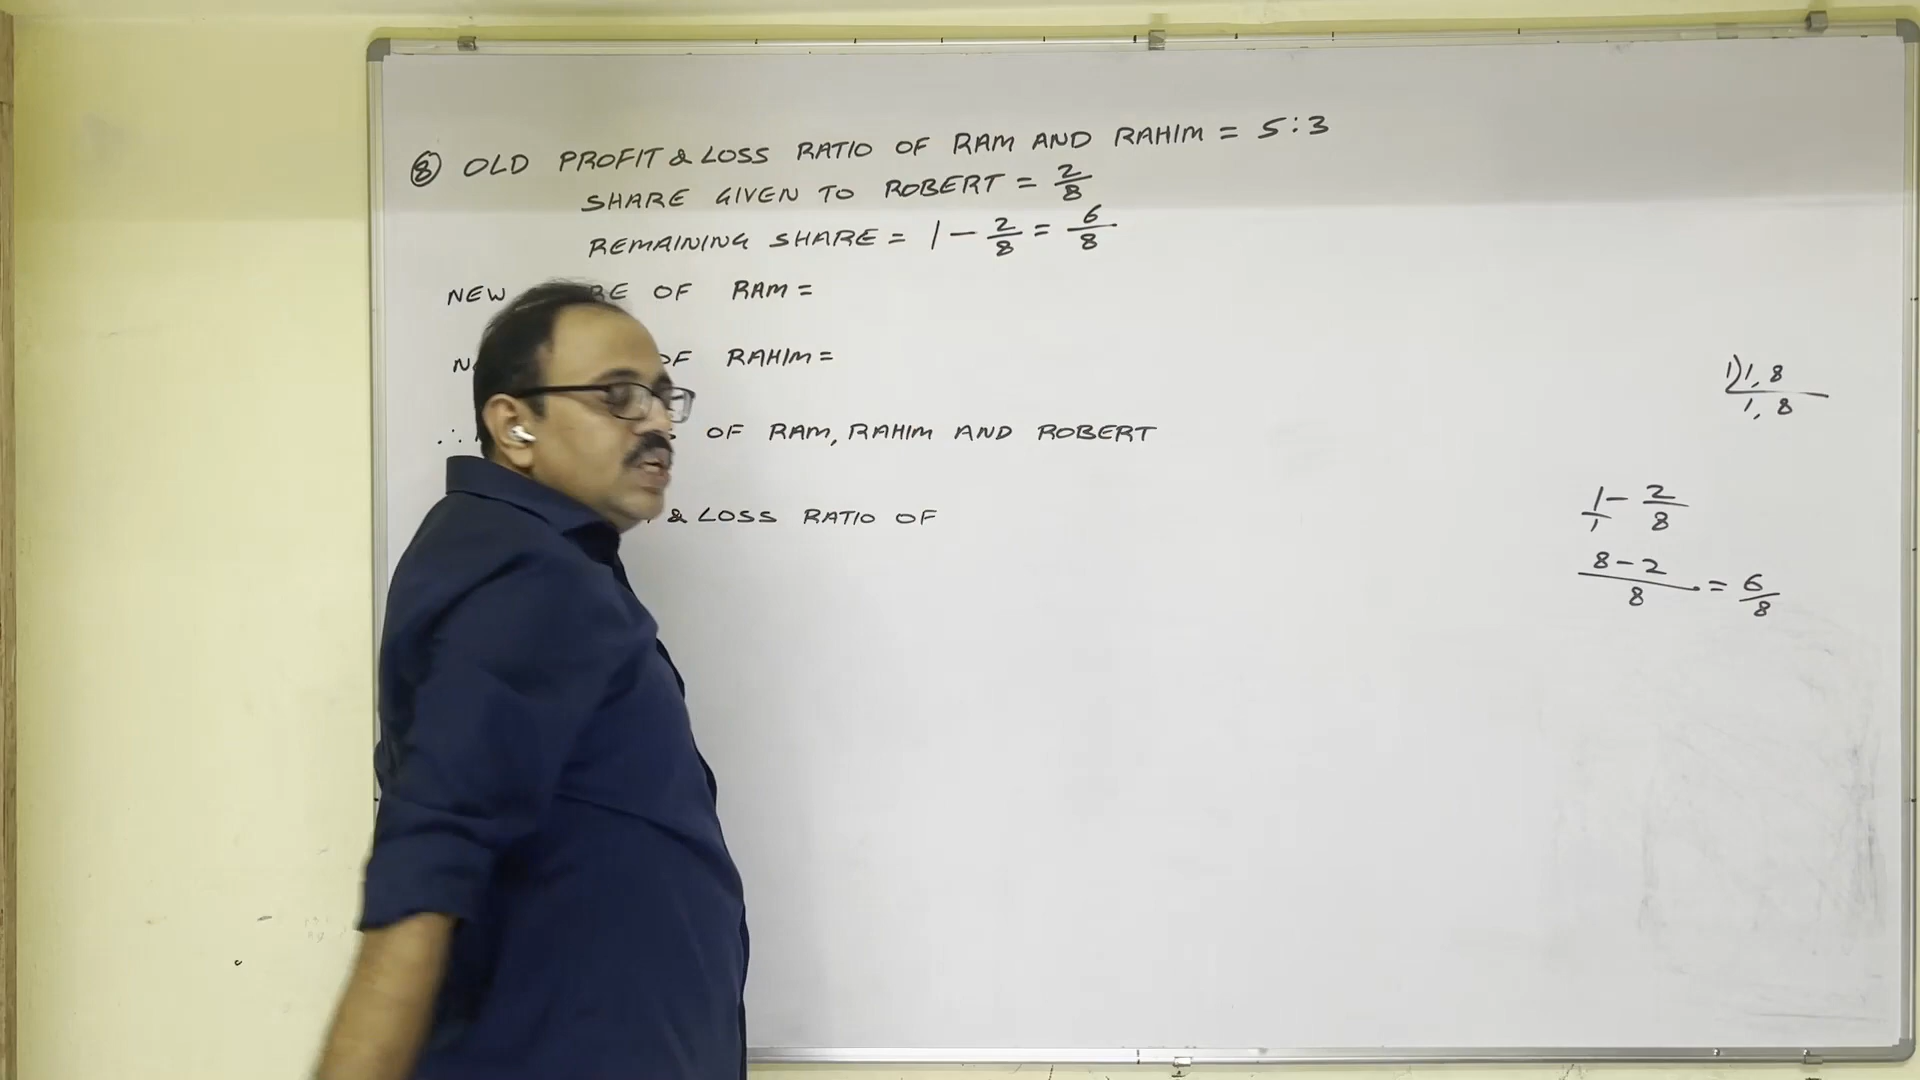 ⑧ OLD PROFIT & LOSS RATIO OF RAM AND RAHIM = 5:3
SHARE GIVEN TO ROBERT = 2/8
REMAINING SHARE = 1 - 2/8 = 6/8
NEW RE OF RAM =
OF RAHIM =
∴ OF RAM, RAHIM AND ROBERT
& LOSS RATIO OF
1) 1, 8
1, 8
1/1 - 2/8
8-2/8 = 6/8